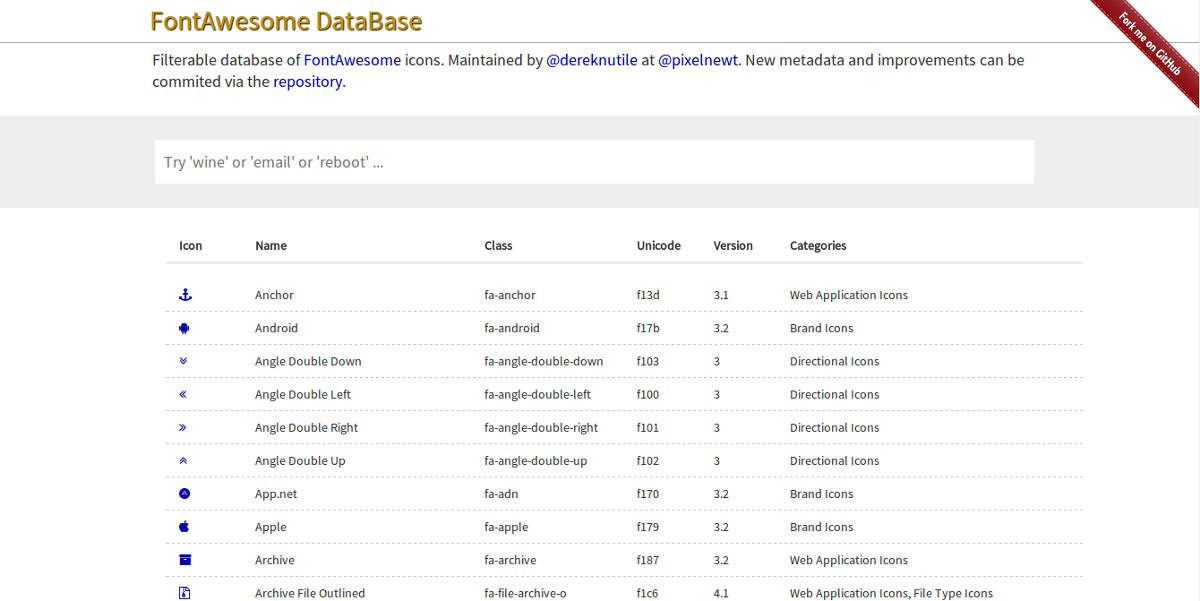 FontAwesome DataBase
Fork me on GitHub
Filterable database of FontAwesome icons. Maintained by @dereknutile at @pixelnewt. New metadata and improvements can be
commited via the repository.
Try 'wine' or 'email' or 'reboot' ...
Icon Name Class Unicode Version Categories
Anchor fa-anchor f13d 3.1 Web Application Icons
Android fa-android f17b 3.2 Brand Icons
Angle Double Down fa-angle-double-down f103 3 Directional Icons
Angle Double Left fa-angle-double-left f100 3 Directional Icons
Angle Double Right fa-angle-double-right f101 3 Directional Icons
Angle Double Up fa-angle-double-up f102 3 Directional Icons
App.net fa-adn f170 3.2 Brand Icons
Apple fa-apple f179 3.2 Brand Icons
Archive fa-archive f187 3.2 Web Application Icons
Archive File Outlined fa-file-archive-o f1c6 4.1 Web Application Icons, File Type Icons